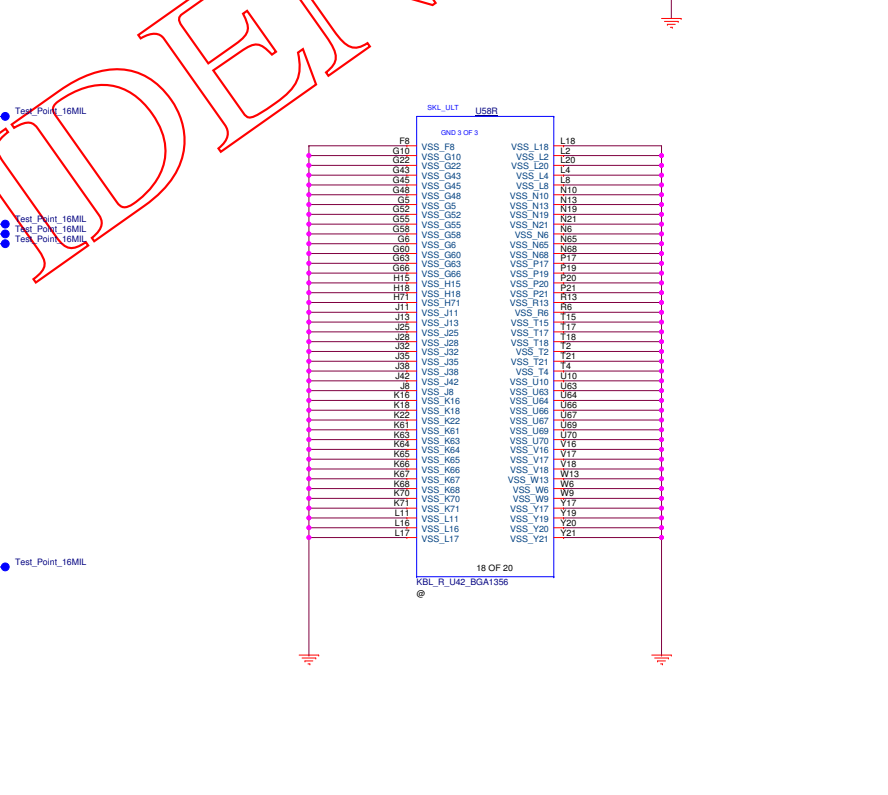 DEN
Test_Point_16MIL
Test_Point_16MIL
Test_Point_16MIL
Test_Point_16MIL
Test_Point_16MIL
SKL_ULT U58R
GND 3 OF 3
F8 VSS_F8 VSS_L18 L18
G10 VSS_G10 VSS_L2 L2
G22 VSS_G22 VSS_L20 L20
G43 VSS_G43 VSS_L4 L4
G45 VSS_G45 VSS_L8 L8
G48 VSS_G48 VSS_N10 N10
G5 VSS_G5 VSS_N13 N13
G52 VSS_G52 VSS_N19 N19
G55 VSS_G55 VSS_N21 N21
G58 VSS_G58 VSS_N6 N6
G6 VSS_G6 VSS_N65 N65
G60 VSS_G60 VSS_N68 N68
G63 VSS_G63 VSS_P17 P17
G66 VSS_G66 VSS_P19 P19
H15 VSS_H15 VSS_P20 P20
H18 VSS_H18 VSS_P21 P21
H71 VSS_H71 VSS_R13 R13
J11 VSS_J11 VSS_R6 R6
J13 VSS_J13 VSS_T15 T15
J25 VSS_J25 VSS_T17 T17
J28 VSS_J28 VSS_T18 T18
J32 VSS_J32 VSS_T2 T2
J35 VSS_J35 VSS_T21 T21
J38 VSS_J38 VSS_T4 T4
J42 VSS_J42 VSS_U10 U10
J8 VSS_J8 VSS_U63 U63
K16 VSS_K16 VSS_U64 U64
K18 VSS_K18 VSS_U66 U66
K22 VSS_K22 VSS_U67 U67
K61 VSS_K61 VSS_U69 U69
K63 VSS_K63 VSS_U70 U70
K64 VSS_K64 VSS_V16 V16
K65 VSS_K65 VSS_V17 V17
K66 VSS_K66 VSS_V18 V18
K67 VSS_K67 VSS_W13 W13
K68 VSS_K68 VSS_W6 W6
K70 VSS_K70 VSS_W9 W9
K71 VSS_K71 VSS_Y17 Y17
L11 VSS_L11 VSS_Y19 Y19
L16 VSS_L16 VSS_Y20 Y20
L17 VSS_L17 VSS_Y21 Y21
18 OF 20
KBL_R_U42_BGA1356
@